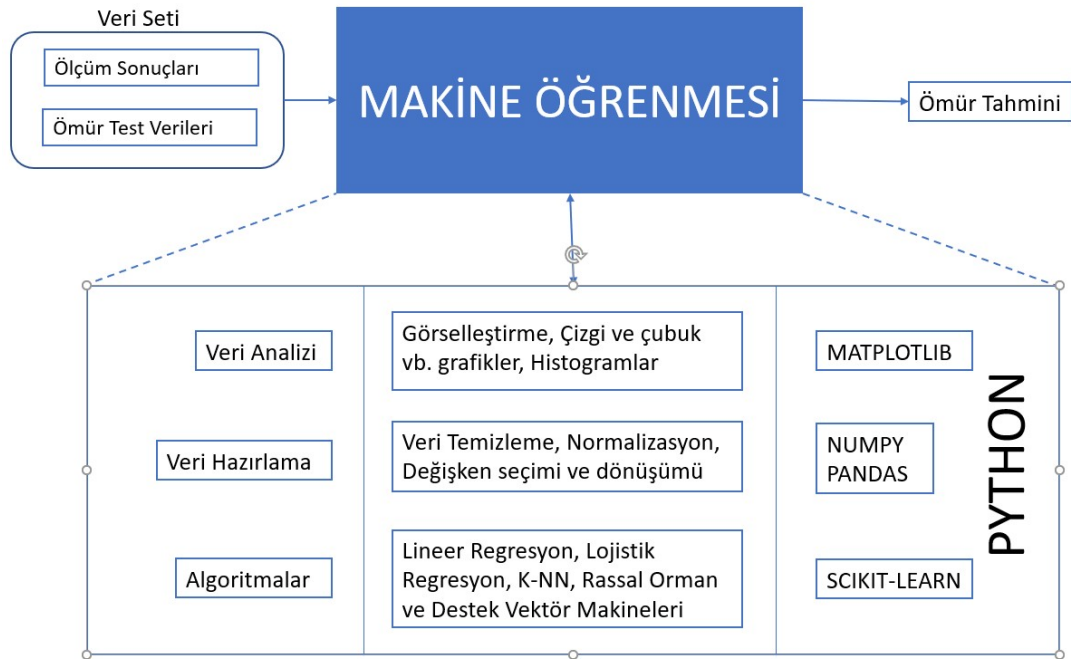 Veri Seti
Ölçüm Sonuçları
Ömür Test Verileri
MAKİNE ÖĞRENMESİ
Ömür Tahmini
Veri Analizi
Görselleştirme, Çizgi ve çubuk
vb. grafikler, Histogramlar
MATPLOTLIB
Veri Hazırlama
Veri Temizleme, Normalizasyon,
Değişken seçimi ve dönüşümü
NUMPY
PANDAS
Algoritmalar
Lineer Regresyon, Lojistik
Regresyon, K-NN, Rassal Orman
ve Destek Vektör Makineleri
SCIKIT-LEARN
PYTHON